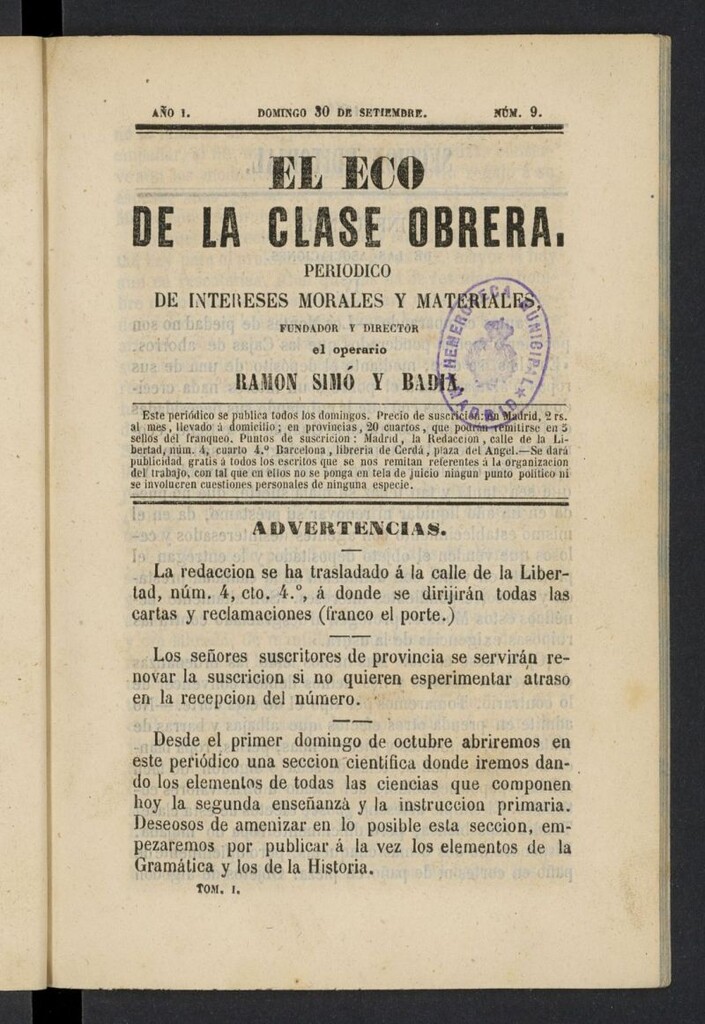 AÑO I. DOMINGO 30 DE SETIEMBRE. NÚM. 9.
EL ECO
DE LA CLASE OBRERA.
PERIODICO
DE INTERESES MORALES Y MATERIALES,
FUNDADOR Y DIRECTOR
el operario
RAMON SIMÓ Y BADIA.
HEMEROTECA MUNICIPAL
MADRID
Este periódico se publica todos los domingos. Precio de suscricion: en Madrid, 2 rs.
al mes, llevado á domicilio; en provincias, 20 cuartos, que podrán remitirse en 5
sellos del franqueo. Puntos de suscricion: Madrid, la Redaccion, calle de la Li-
bertad, núm. 4, cuarto 4.º Barcelona, libreria de Cerdá, plaza del Angel.—Se dará
publicidad gratis á todos los escritos que se nos remitan referentes á la organizacion
del trabajo, con tal que en ellos no se ponga en tela de juicio ningun punto político ni
se involucren cuestiones personales de ninguna especie.
ADVERTENCIAS.
La redaccion se ha trasladado á la calle de la Liber-
tad, núm. 4, cto. 4.º, á donde se dirijirán todas las
cartas y reclamaciones (franco el porte.)
Los señores suscritores de provincia se servirán re-
novar la suscricion si no quieren esperimentar atraso
en la recepcion del número.
Desde el primer domingo de octubre abriremos en
este periódico una seccion científica donde iremos dan-
do los elementos de todas las ciencias que componen
hoy la segunda enseñanza y la instruccion primaria.
Deseosos de amenizar en lo posible esta seccion, em-
pezaremos por publicar á la vez los elementos de la
Gramática y los de la Historia.
TOM. I.